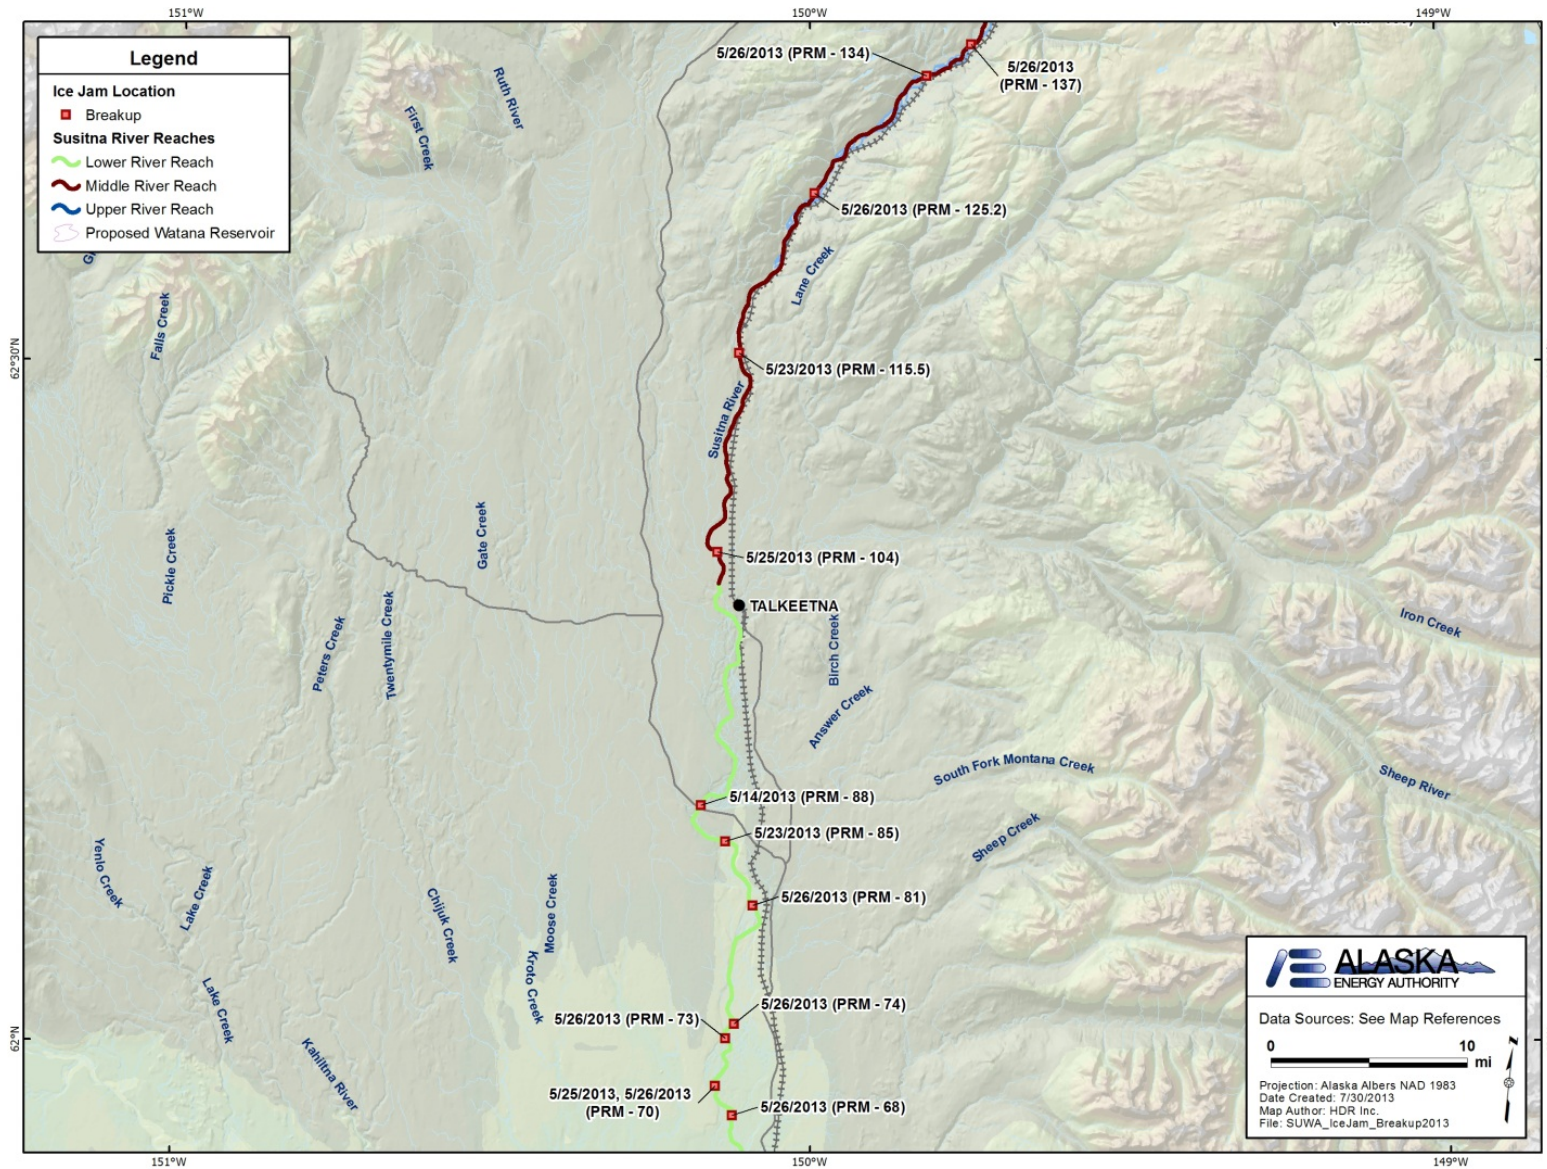 151°W
150°W
149°W
Legend
Ice Jam Location
Breakup
Susitna River Reaches
Lower River Reach
Middle River Reach
Upper River Reach
Proposed Watana Reservoir
Ruth River
First Creek
5/26/2013 (PRM - 134)
5/26/2013
(PRM - 137)
5/26/2013 (PRM - 125.2)
Lane Creek
Falls Creek
62°30'N
5/23/2013 (PRM - 115.5)
Susitna River
Gate Creek
Pickle Creek
5/25/2013 (PRM - 104)
TALKEETNA
Peters Creek
Twentymile Creek
Birch Creek
Iron Creek
Answer Creek
South Fork Montana Creek
Sheep River
5/14/2013 (PRM - 88)
5/23/2013 (PRM - 85)
Sheep Creek
Yenlo Creek
Lake Creek
Chijuk Creek
Moose Creek
5/26/2013 (PRM - 81)
Kroto Creek
Lake Creek
5/26/2013 (PRM - 74)
5/26/2013 (PRM - 73)
62°N
Kahiltna River
5/25/2013, 5/26/2013
(PRM - 70)
5/26/2013 (PRM - 68)
ALASKA
ENERGY AUTHORITY
Data Sources: See Map References
0 10
mi
N
Projection: Alaska Albers NAD 1983
Date Created: 7/30/2013
Map Author: HDR Inc.
File: SUWA_IceJam_Breakup2013
151°W
150°W
149°W